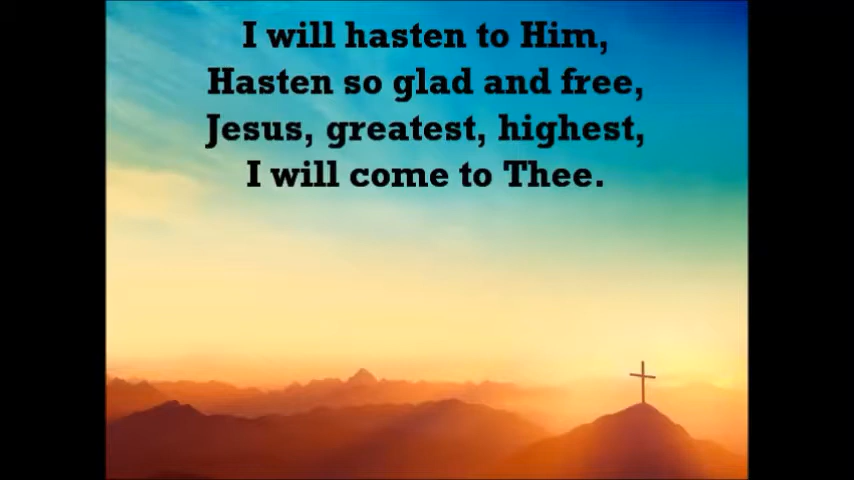 I will hasten to Him,
Hasten so glad and free,
Jesus, greatest, highest,
I will come to Thee.